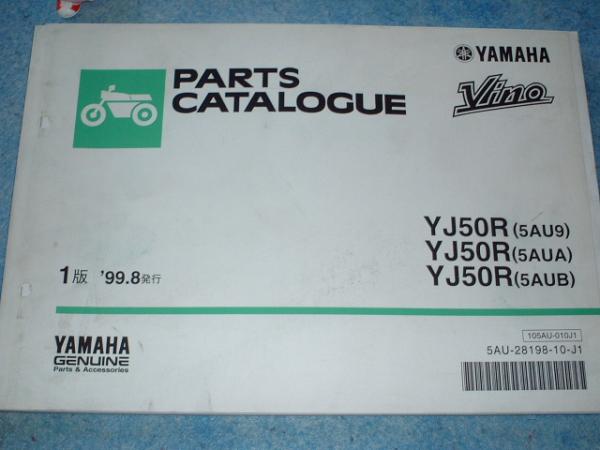 PARTS
CATALOGUE
YAMAHA
Vino
YJ50R (5AU9)
YJ50R (5AUA)
YJ50R (5AUB)
1版 '99.8発行
YAMAHA
GENUINE
Parts & Accessories
105AU-010J1
5AU-28198-10-J1